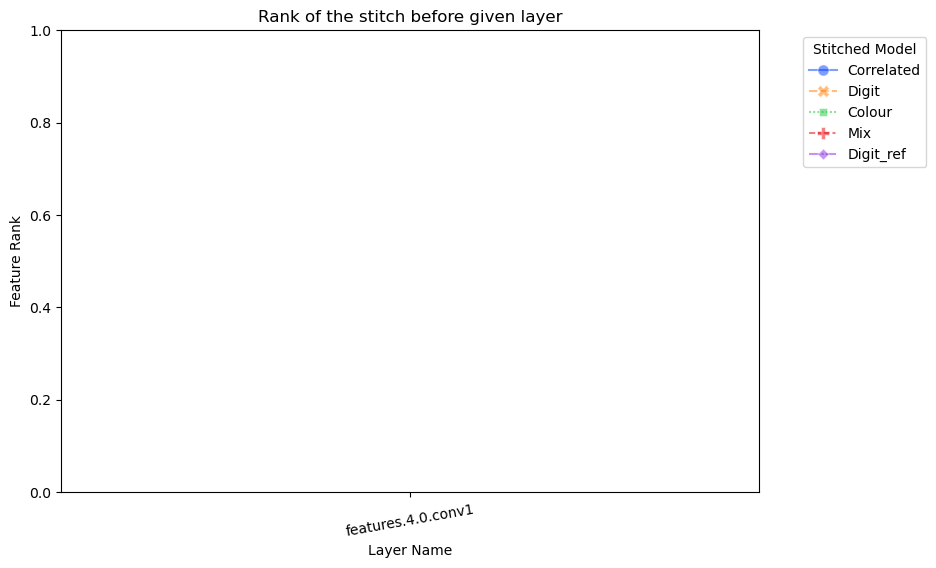 Rank of the stitch before given layer
1.0
0.8
0.6
0.4
0.2
0.0
Feature Rank
features.4.0.conv1
Layer Name
Stitched Model
Correlated
Digit
Colour
Mix
Digit_ref